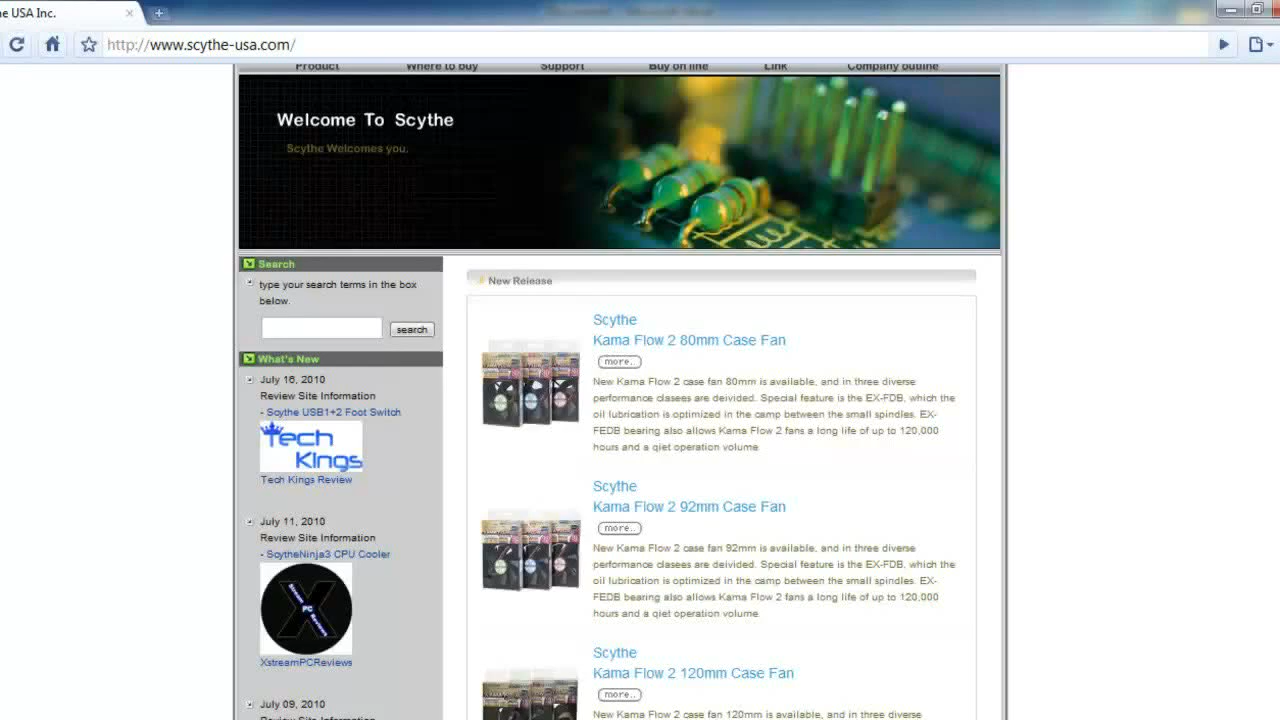 ne USA Inc.
http://www.scythe-usa.com/
Product Where to buy Support Buy on line Link Company outline
Welcome To Scythe
Scythe Welcomes you.
Search
type your search terms in the box
below.
search
What's New
July 16, 2010
Review Site Information
- Scythe USB1+2 Foot Switch
Tech
Kings
Tech Kings Review
July 11, 2010
Review Site Information
- ScytheNinja3 CPU Cooler
Xstream
PC
Reviews
XstreamPCReviews
July 09, 2010
Review Site Information
New Release
Scythe
Kama Flow 2 80mm Case Fan
more..
New Kama Flow 2 case fan 80mm is available, and in three diverse
performance clasees are deivided. Special feature is the EX-FDB, which the
oil lubrication is optimized in the camp between the small spindles. EX-
FEDB bearing also allows Kama Flow 2 fans a long life of up to 120,000
hours and a qiet operation volume.
Scythe
Kama Flow 2 92mm Case Fan
more..
New Kama Flow 2 case fan 92mm is available, and in three diverse
performance clasees are deivided. Special feature is the EX-FDB, which the
oil lubrication is optimized in the camp between the small spindles. EX-
FEDB bearing also allows Kama Flow 2 fans a long life of up to 120,000
hours and a qiet operation volume.
Scythe
Kama Flow 2 120mm Case Fan
more..
New Kama Flow 2 case fan 120mm is available, and in three diverse